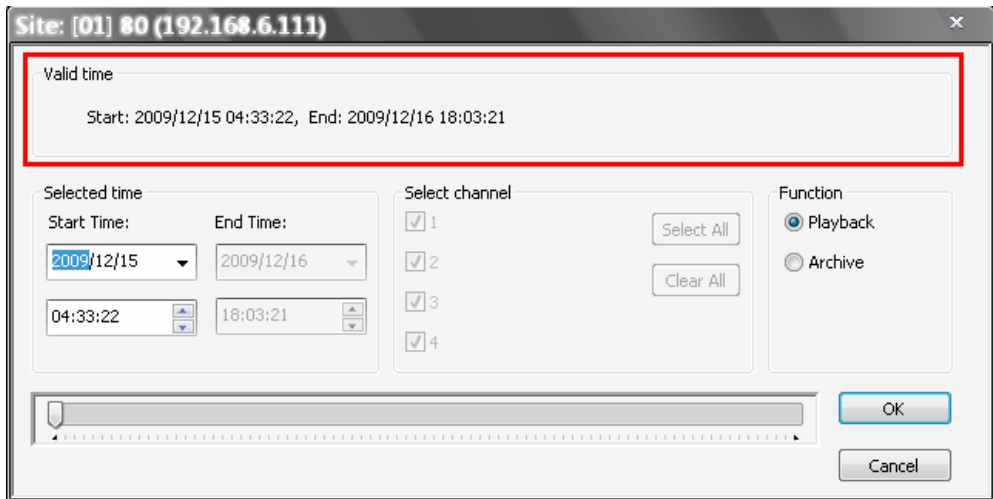 Site: [01] 80 (192.168.6.111)
Valid time
Start: 2009/12/15 04:33:22, End: 2009/12/16 18:03:21
Selected time
Start Time: End Time:
2009/12/15 2009/12/16
04:33:22 18:03:21
Select channel
1
2
3
4
Select All
Clear All
Function
Playback
Archive
OK
Cancel